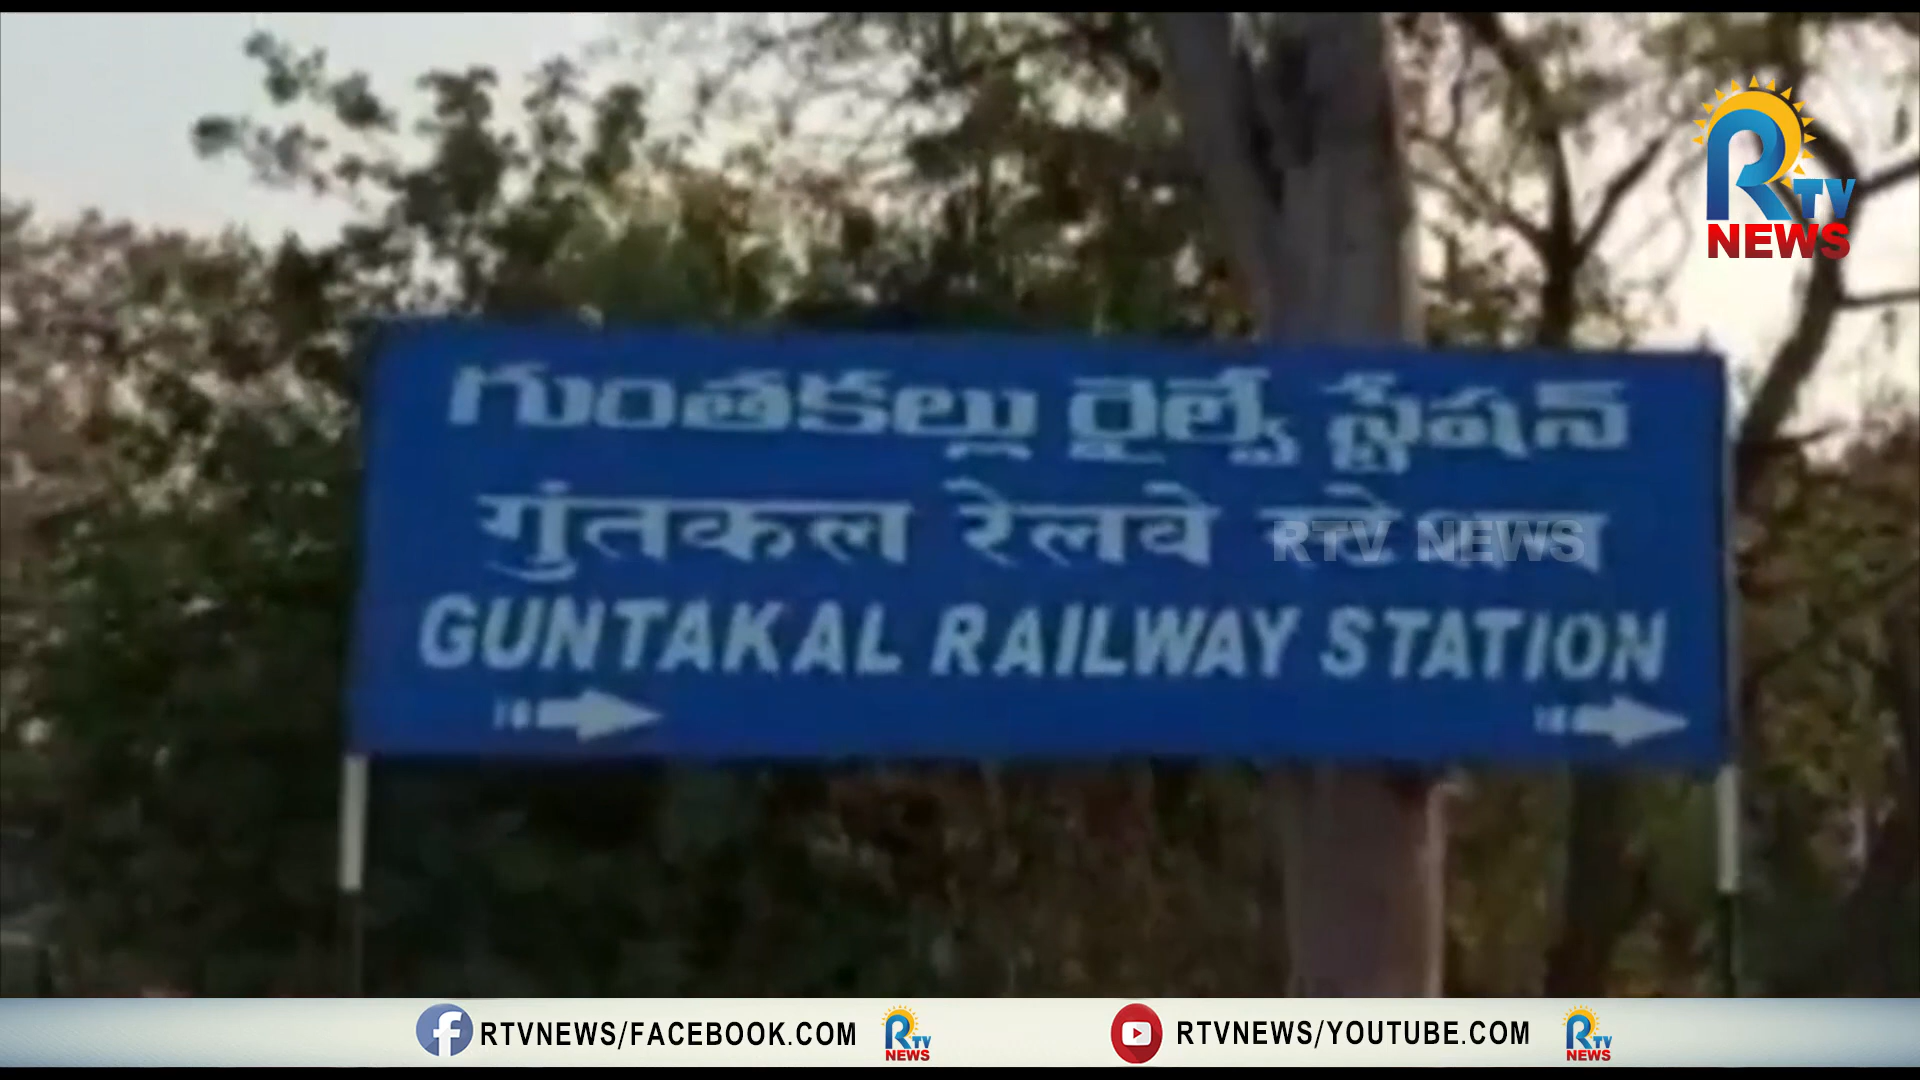 RTV
NEWS
గుంతకల్లు రైల్వే స్టేషన్
गुंतकल रेलवे स्टेशन
RTV NEWS
GUNTAKAL RAILWAY STATION
RTVNEWS/FACEBOOK.COM
RTV
NEWS
RTVNEWS/YOUTUBE.COM
RTV
NEWS